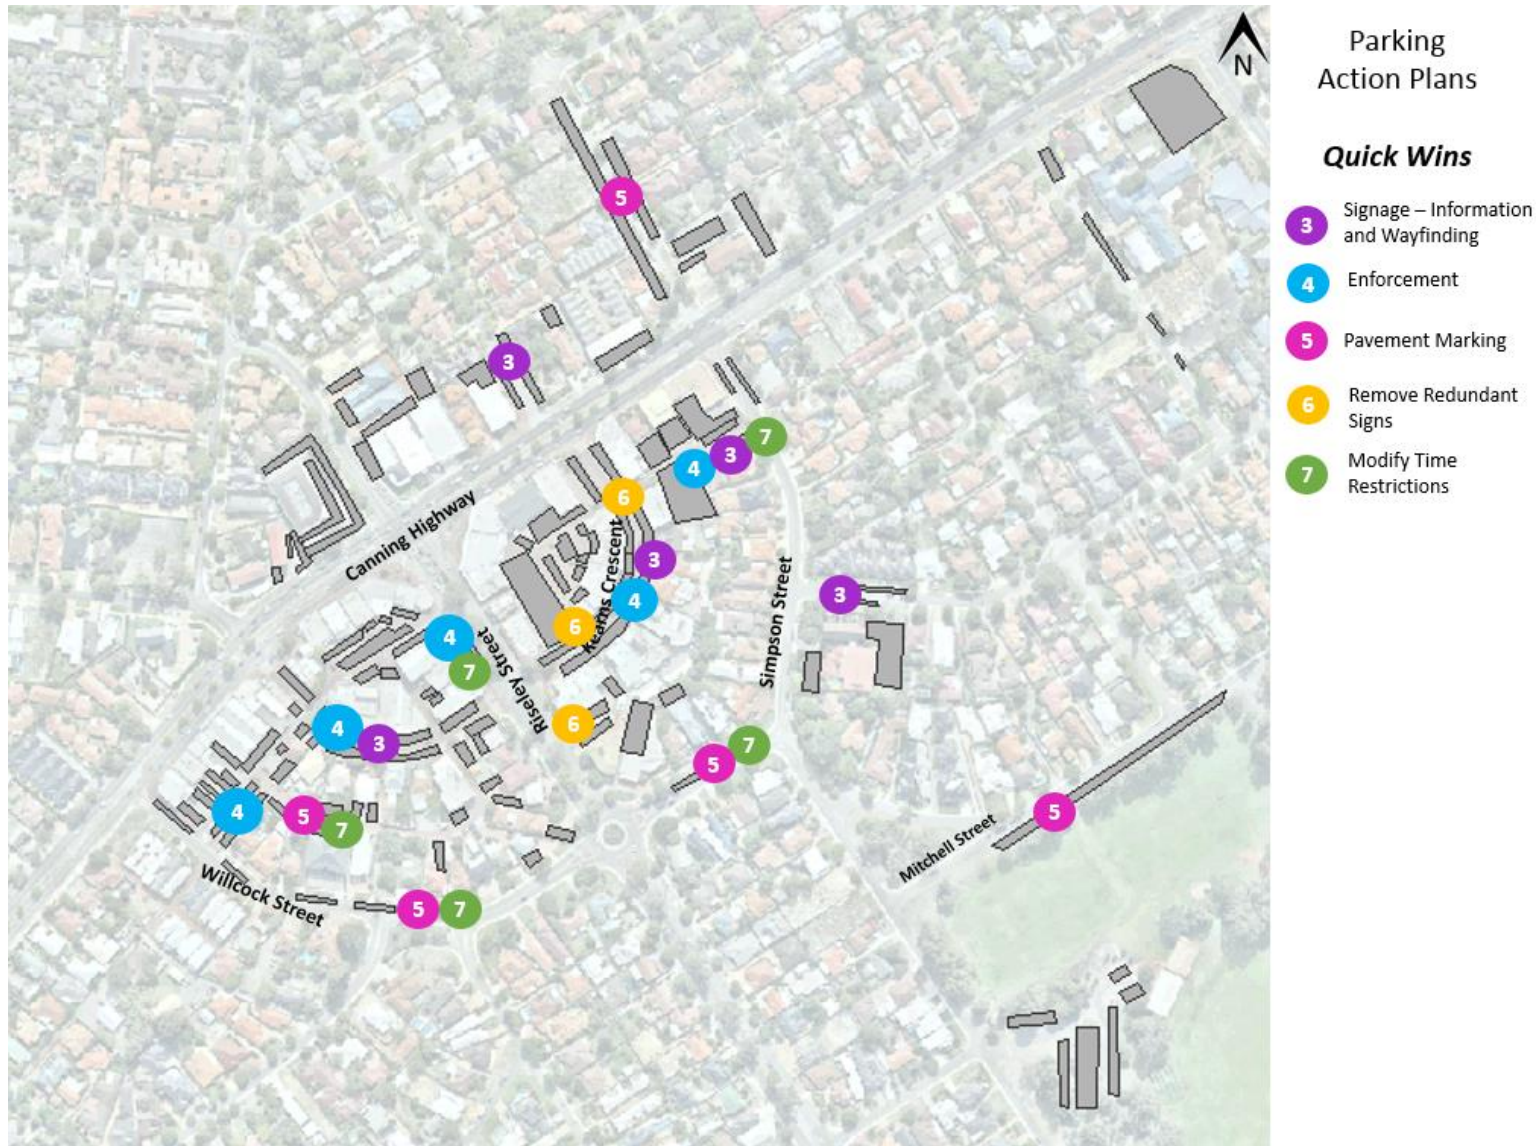 N
Parking
Action Plans
Quick Wins
3
Signage – Information
and Wayfinding
4
Enforcement
5
Pavement Marking
6
Remove Redundant
Signs
7
Modify Time
Restrictions
5
3
7
3
4
6
Canning Highway
Kearns Crescent
3
4
3
6
4
7
Riseley Street
Simpson Street
6
4
3
7
5
4
5
7
5
Mitchell Street
Willcock Street
5
7